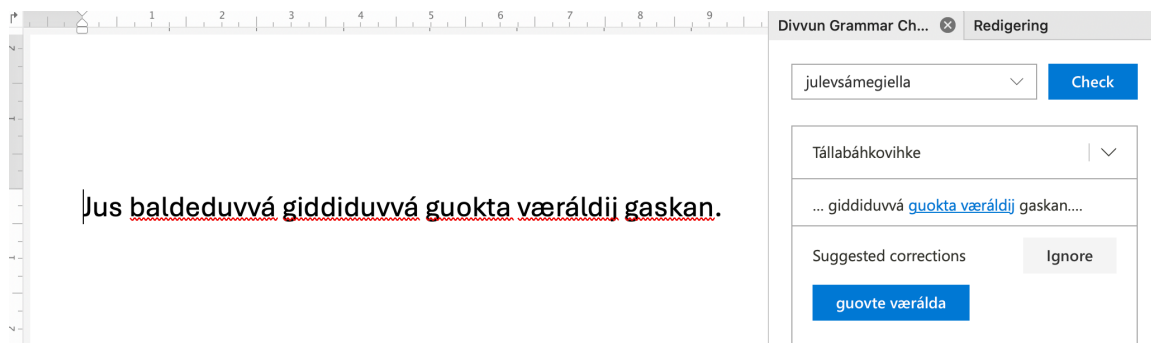 1 2 3 4 5 6 7 8 9
Divvun Grammar Ch... Redigering
julevsámegiella Check
Tállabáhkovihke
Jus baldeduvvá giddiduvvá guokta væráldij gaskan.
... giddiduvvá guokta væráldij gaskan....
Suggested corrections Ignore
guovte værálda